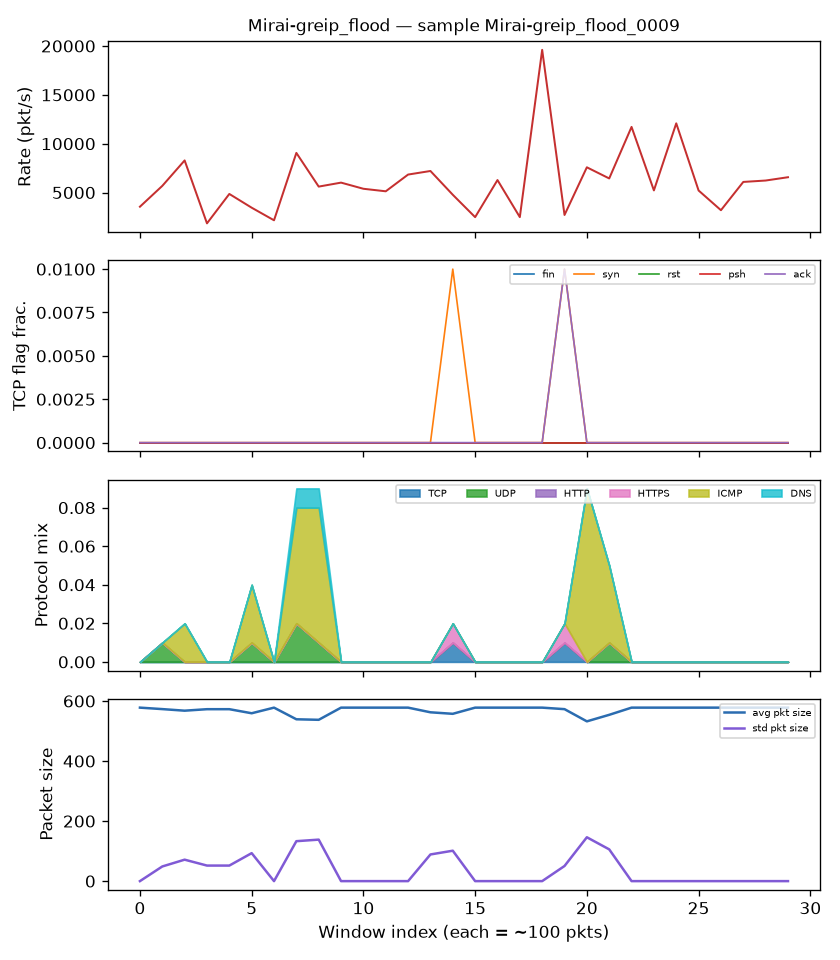 Mirai-greip_flood — sample Mirai-greip_flood_0009
Rate (pkt/s)
20000
15000
10000
5000
TCP flag frac.
0.0100
0.0075
0.0050
0.0025
0.0000
fin syn rst psh ack
Protocol mix
0.08
0.06
0.04
0.02
0.00
TCP UDP HTTP HTTPS ICMP DNS
Packet size
600
400
200
0
avg pkt size
std pkt size
0 5 10 15 20 25 30
Window index (each = ~100 pkts)